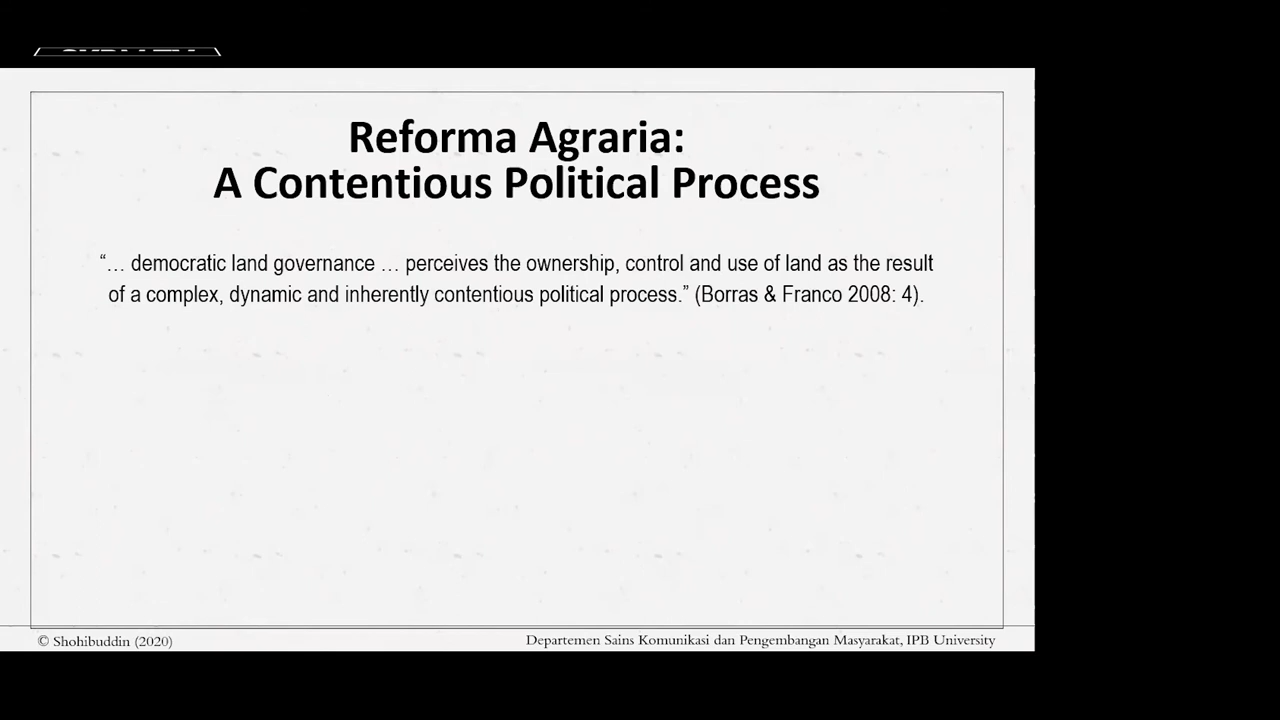 Reforma Agraria:
A Contentious Political Process
“… democratic land governance … perceives the ownership, control and use of land as the result
of a complex, dynamic and inherently contentious political process.” (Borras & Franco 2008: 4).
© Shohibuddin (2020)
Departemen Sains Komunikasi dan Pengembangan Masyarakat, IPB University